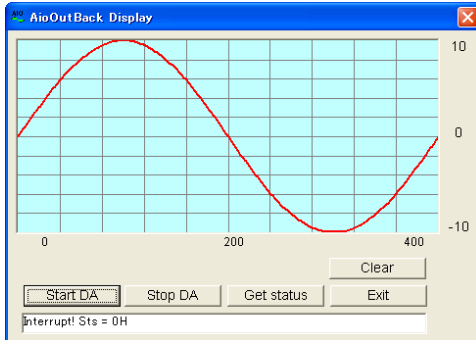 AIO AioOutBack Display
10
0
-10
0 200 400
Clear
Start DA Stop DA Get status Exit
Interrupt! Sts = 0H